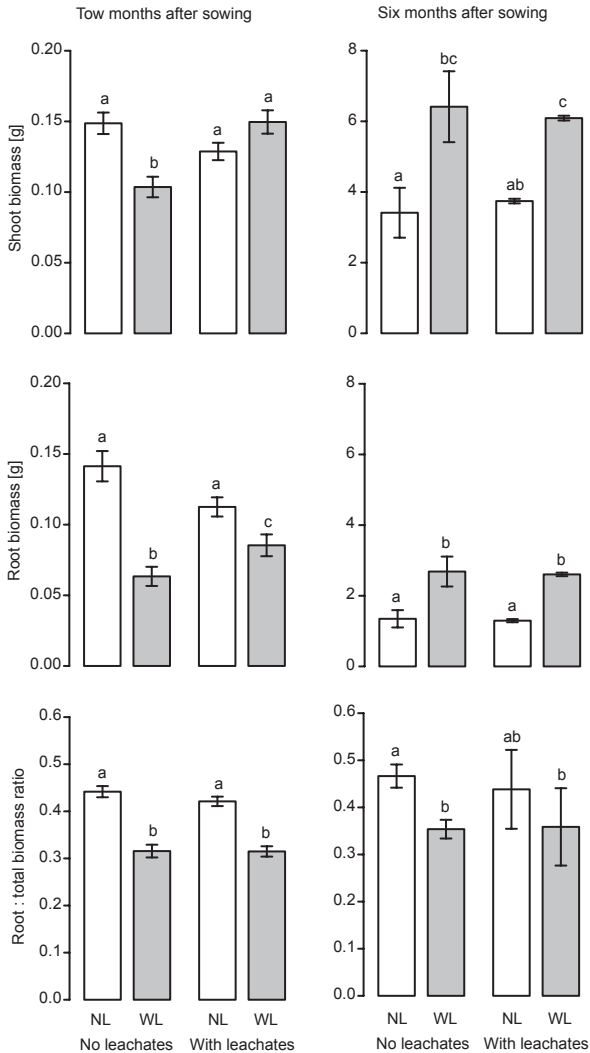 Tow months after sowing
Six months after sowing
Shoot biomass [g]
0.20
0.15
0.10
0.05
0.00
a
b
a
a
8
6
4
2
0
a
bc
ab
c
Root biomass [g]
0.20
0.15
0.10
0.05
0.00
a
b
a
c
8
6
4
2
0
a
b
a
b
Root : total biomass ratio
0.6
0.5
0.4
0.3
0.2
0.1
0.0
a
b
a
b
0.6
0.5
0.4
0.3
0.2
0.1
0.0
a
b
ab
b
NL WL NL WL
No leachates With leachates
NL WL NL WL
No leachates With leachates